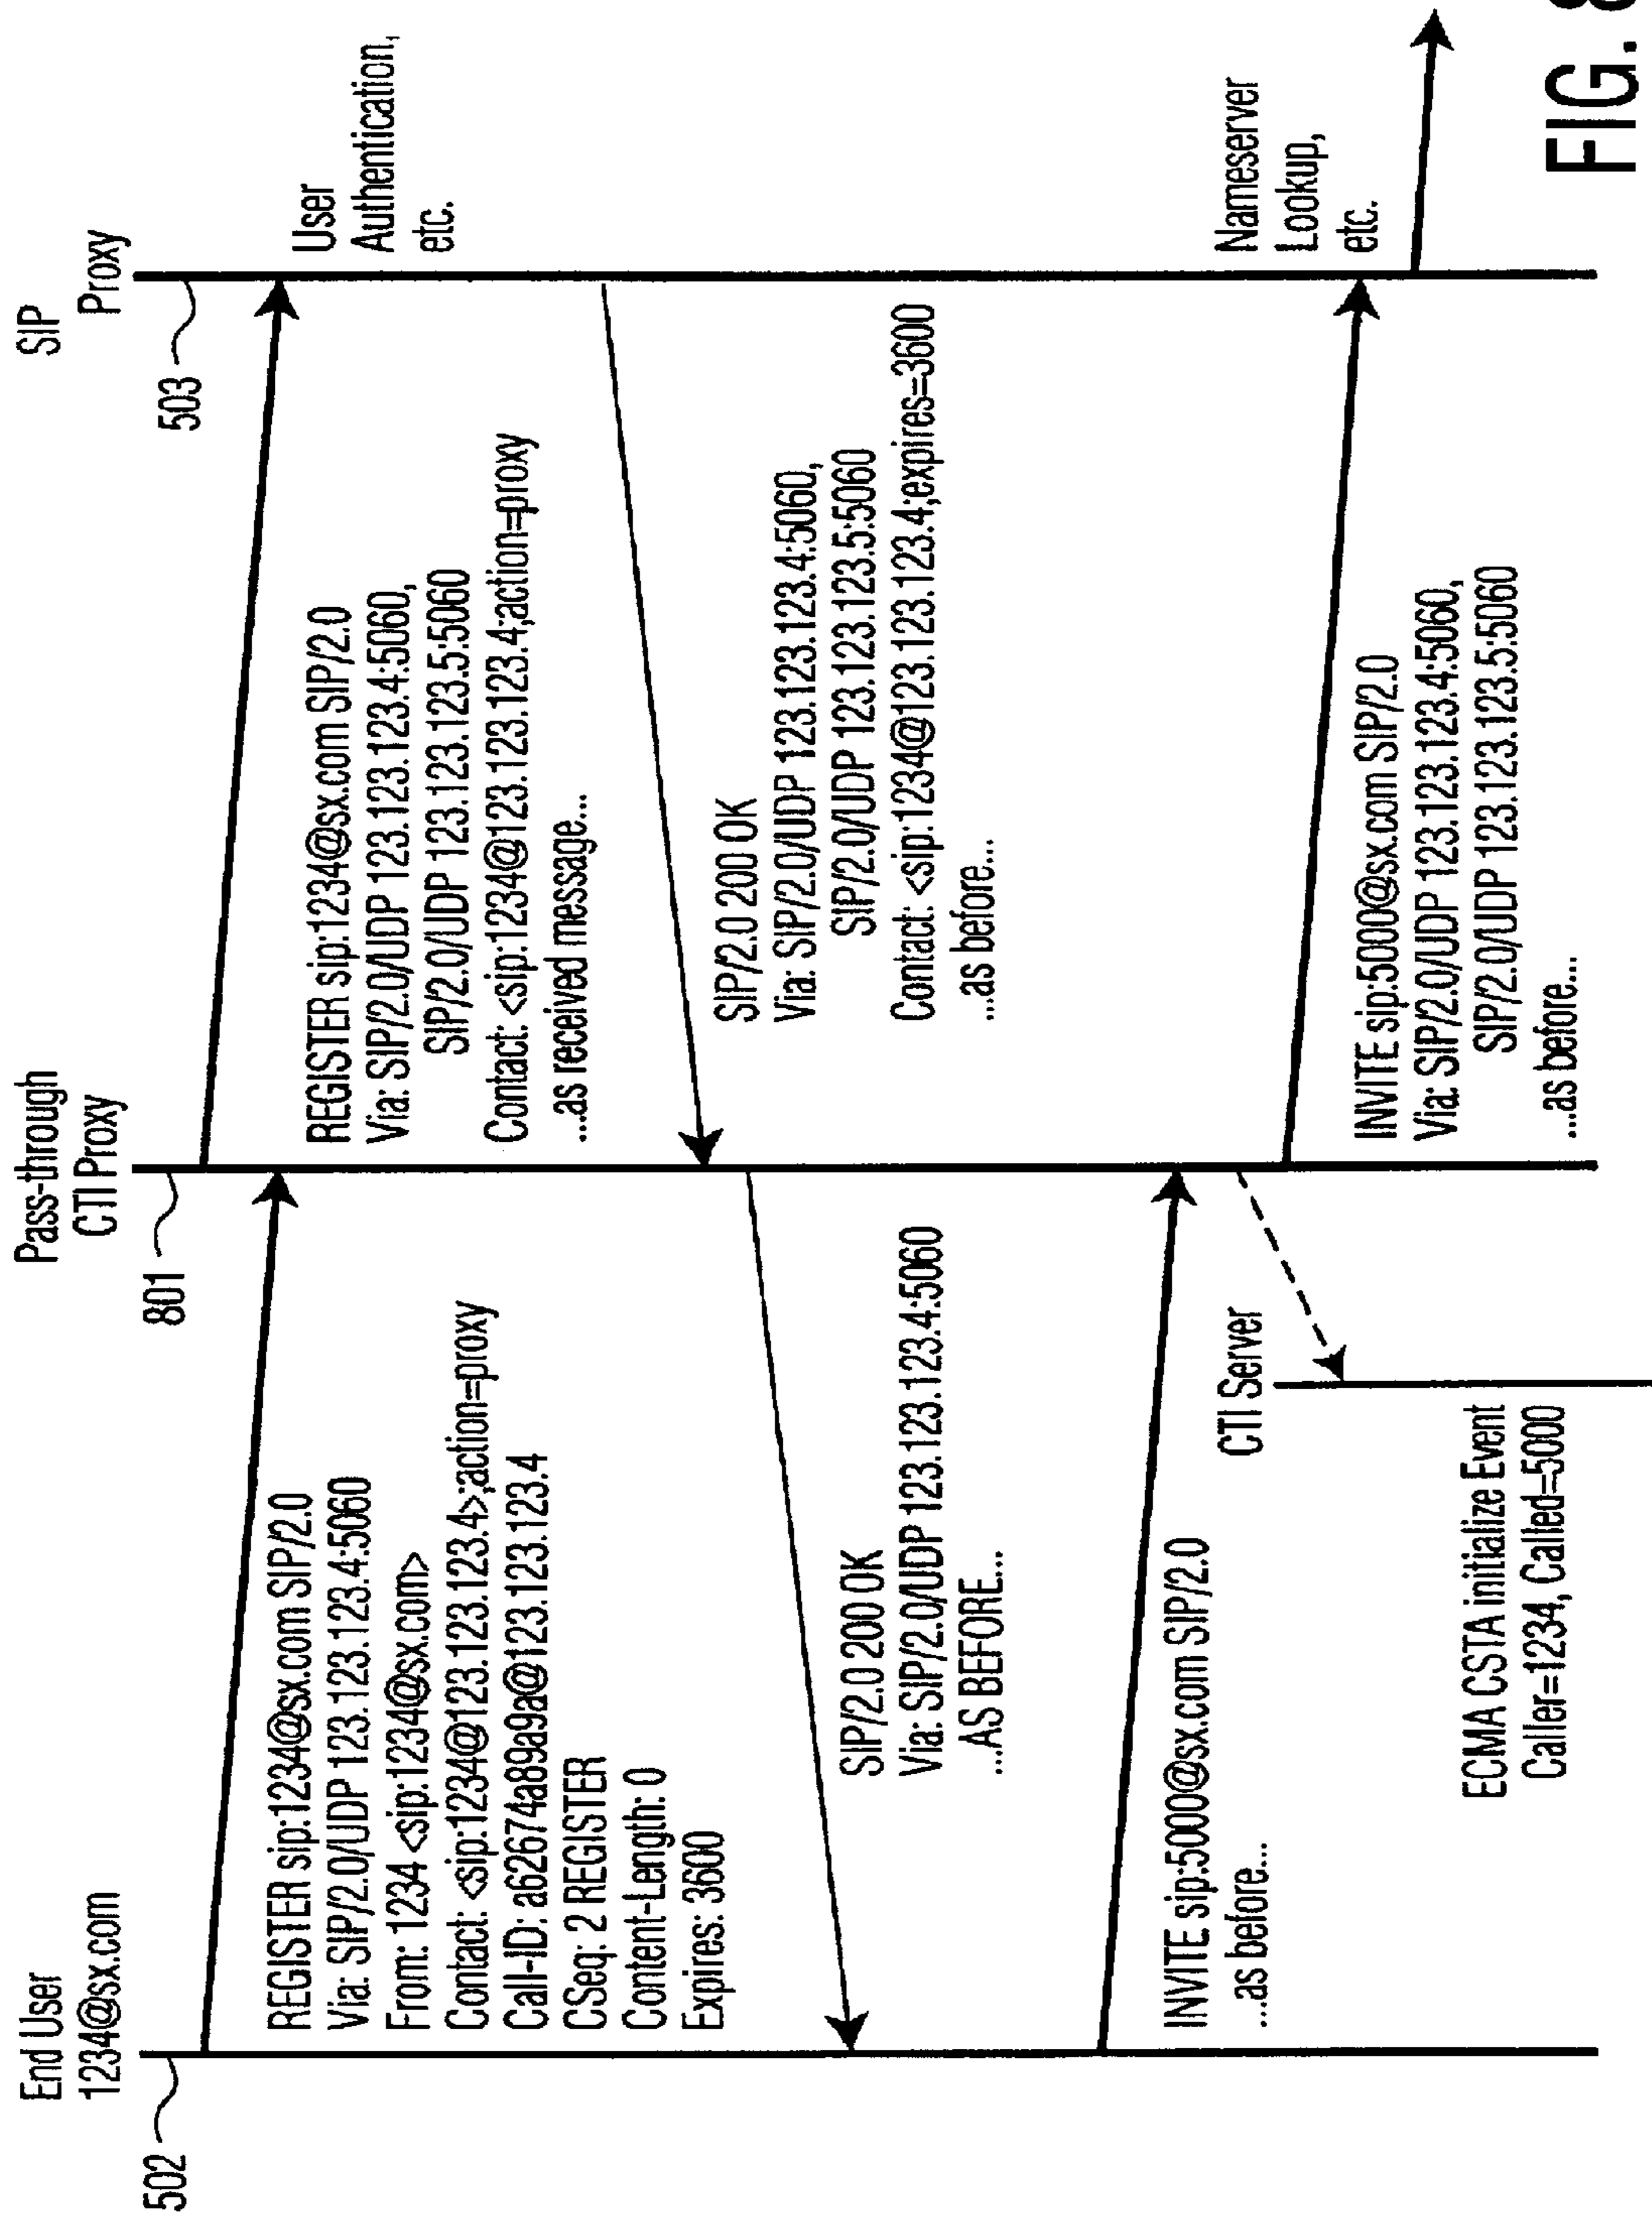 End User
1234@sx.com
502
Pass-through
CTI Proxy
801
SIP
Proxy
503
REGISTER sip:1234@sx.com SIP/2.0
Via: SIP/2.0/UDP 123.123.123.4:5060
From: 1234 <sip:1234@sx.com>
Contact: <sip:1234@123.123.123.4>;action=proxy
Call-ID: a62674a89a9a@123.123.123.4
CSeq: 2 REGISTER
Content-Length: 0
Expires: 3600
REGISTER sip:1234@sx.com SIP/2.0
Via: SIP/2.0/UDP 123.123.123.4:5060,
SIP/2.0/UDP 123.123.123.5:5060
Contact: <sip:1234@123.123.123.4;action=proxy
...as received message...
User
Authentication,
etc.
SIP/2.0 200 OK
Via: SIP/2.0/UDP 123.123.123.4:5060,
SIP/2.0/UDP 123.123.123.5:5060
Contact: <sip:1234@123.123.123.4;expires=3600
...as before...
SIP/2.0 200 OK
Via: SIP/2.0/UDP 123.123.123.4:5060
...AS BEFORE...
INVITE sip:5000@sx.com SIP/2.0
...as before...
CTI Server
ECMA CSTA initialize Event
Caller=1234, Called=5000
INVITE sip:5000@sx.com SIP/2.0
Via: SIP/2.0/UDP 123.123.123.4:5060,
SIP/2.0/UDP 123.123.123.5:5060
...as before...
Nameserver
Lookup,
etc.
FIG. 8